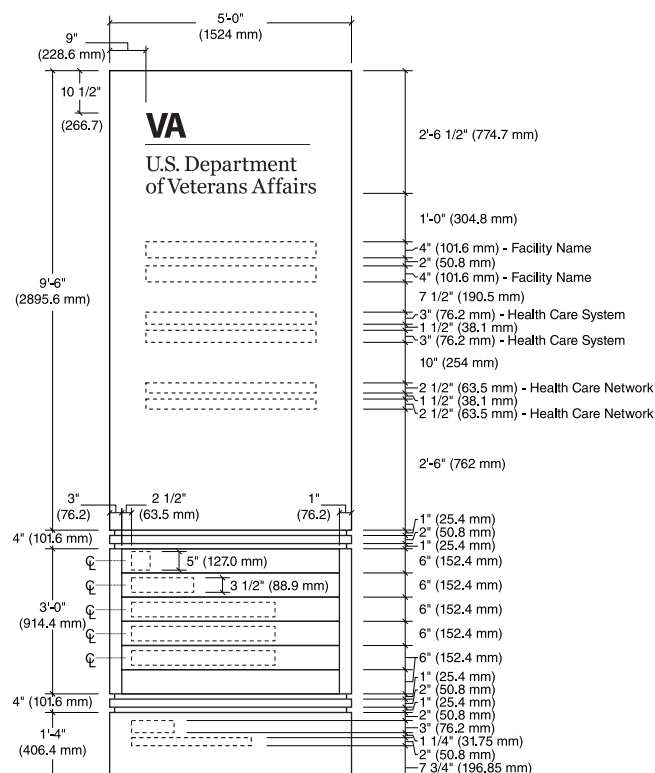 5'-0"
(1524 mm)
9"
(228.6 mm)
10 1/2"
(266.7)
VA
U.S. Department
of Veterans Affairs
2'-6 1/2" (774.7 mm)
1'-0" (304.8 mm)
4" (101.6 mm) - Facility Name
2" (50.8 mm)
4" (101.6 mm) - Facility Name
7 1/2" (190.5 mm)
9'-6"
(2895.6 mm)
3" (76.2 mm) - Health Care System
1 1/2" (38.1 mm)
3" (76.2 mm) - Health Care System
10" (254 mm)
2 1/2" (63.5 mm) - Health Care Network
1 1/2" (38.1 mm)
2 1/2" (63.5 mm) - Health Care Network
2'-6" (762 mm)
3"
(76.2)
2 1/2"
(63.5 mm)
1"
(76.2)
4" (101.6 mm)
1" (25.4 mm)
2" (50.8 mm)
1" (25.4 mm)
℄
5" (127.0 mm)
6" (152.4 mm)
℄
3 1/2" (88.9 mm)
6" (152.4 mm)
3'-0"
(914.4 mm)
℄
6" (152.4 mm)
℄
6" (152.4 mm)
℄
6" (152.4 mm)
1" (25.4 mm)
2" (50.8 mm)
4" (101.6 mm)
1" (25.4 mm)
2" (50.8 mm)
3" (76.2 mm)
1'-4"
(406.4 mm)
1 1/4" (31.75 mm)
2" (50.8 mm)
7 3/4" (196.85 mm)